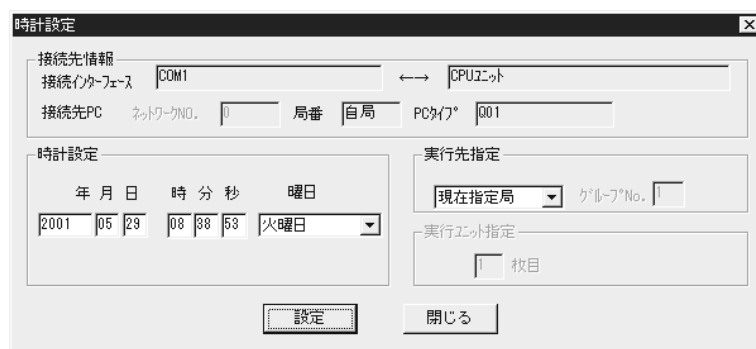 時計設定
接続先情報
接続インターフェース COM1 ←→ CPUユニット
接続先PC ネットワークNO. 0 局番 自局 PCタイプ Q01
時計設定
年 月 日 時 分 秒 曜日
2001 05 29 08 38 53 火曜日
実行先指定
現在指定局 グループNo. 1
実行ユニット指定
1 枚目
設定 閉じる